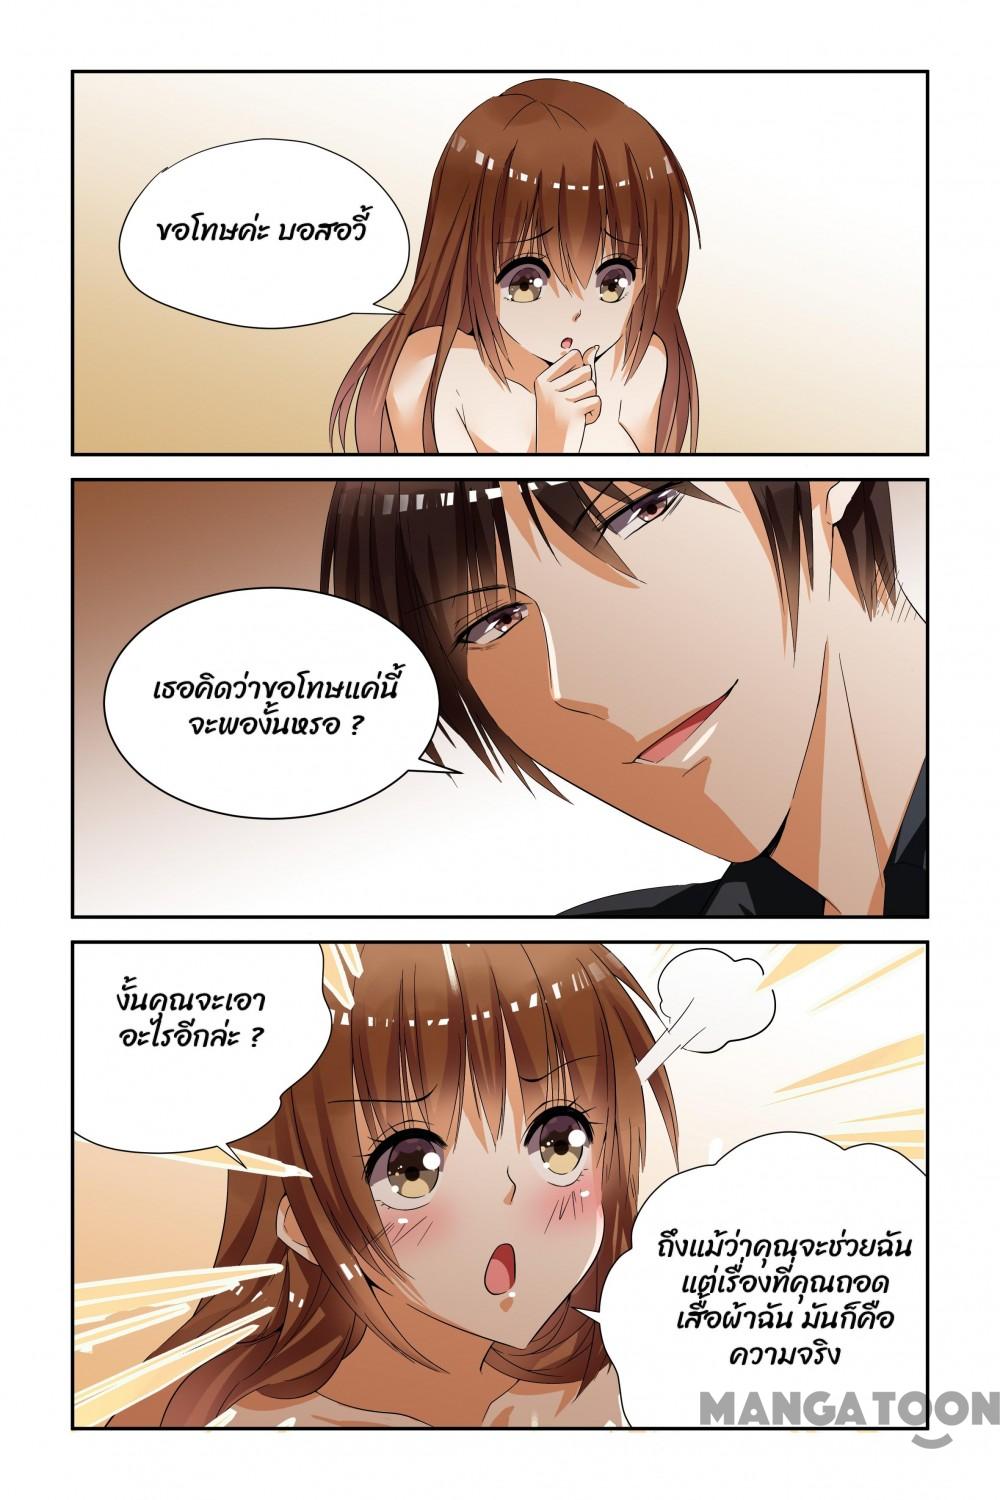 ขอโทษค่ะ บอสอวี้
เธอคิดว่าขอโทษแค่นี้
จะพองั้นหรอ ?
งั้นคุณจะเอา
อะไรอีกล่ะ ?
ถึงแม้ว่าคุณจะช่วยฉัน
แต่เรื่องที่คุณถอด
เสื้อผ้าฉัน มันก็คือ
ความจริง
MANGATOON